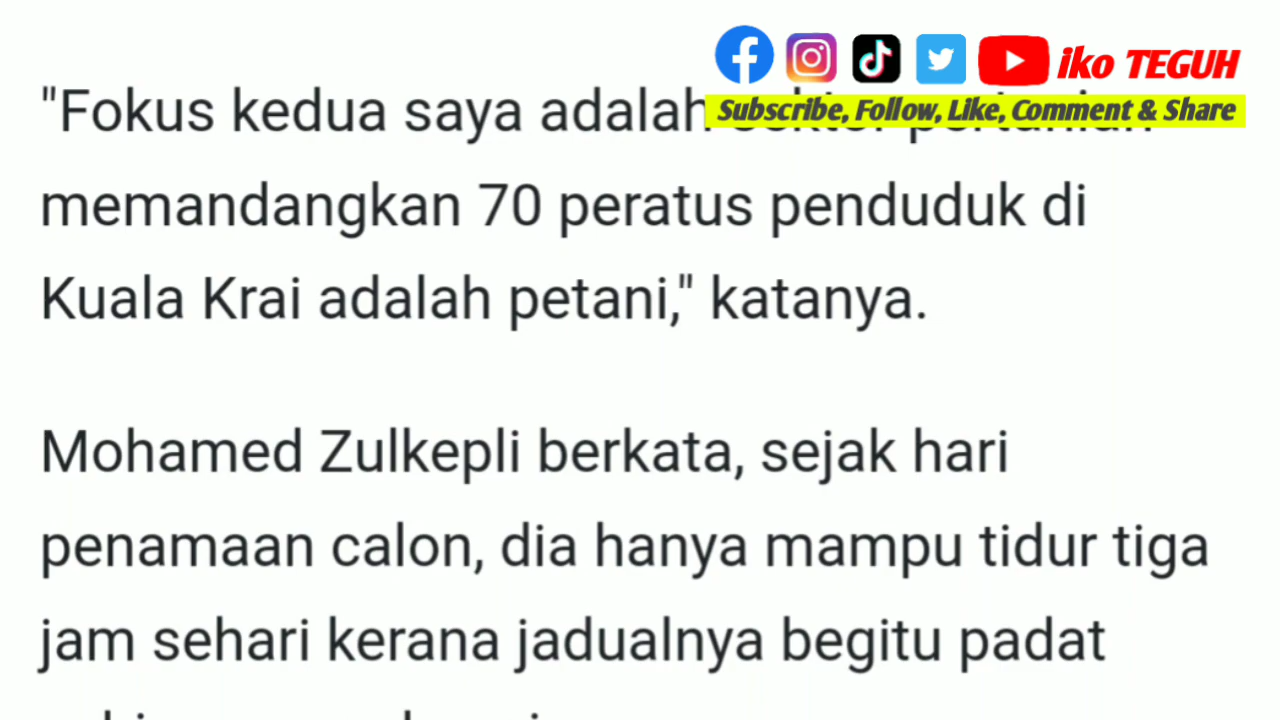 iko TEGUH
Subscribe, Follow, Like, Comment & Share
"Fokus kedua saya adalah
memandangkan 70 peratus penduduk di
Kuala Krai adalah petani," katanya.
Mohamed Zulkepli berkata, sejak hari
penamaan calon, dia hanya mampu tidur tiga
jam sehari kerana jadualnya begitu padat